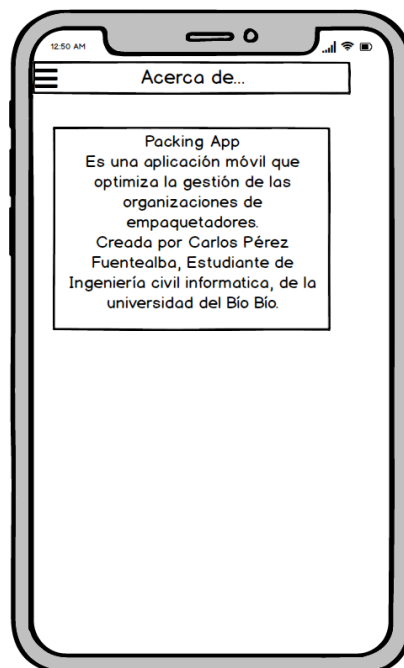 12:50 AM
Acerca de...
Packing App
Es una aplicación móvil que
optimiza la gestión de las
organizaciones de
empaquetadores.
Creada por Carlos Pérez
Fuentealba, Estudiante de
Ingeniería civil informatica, de la
universidad del Bío Bío.